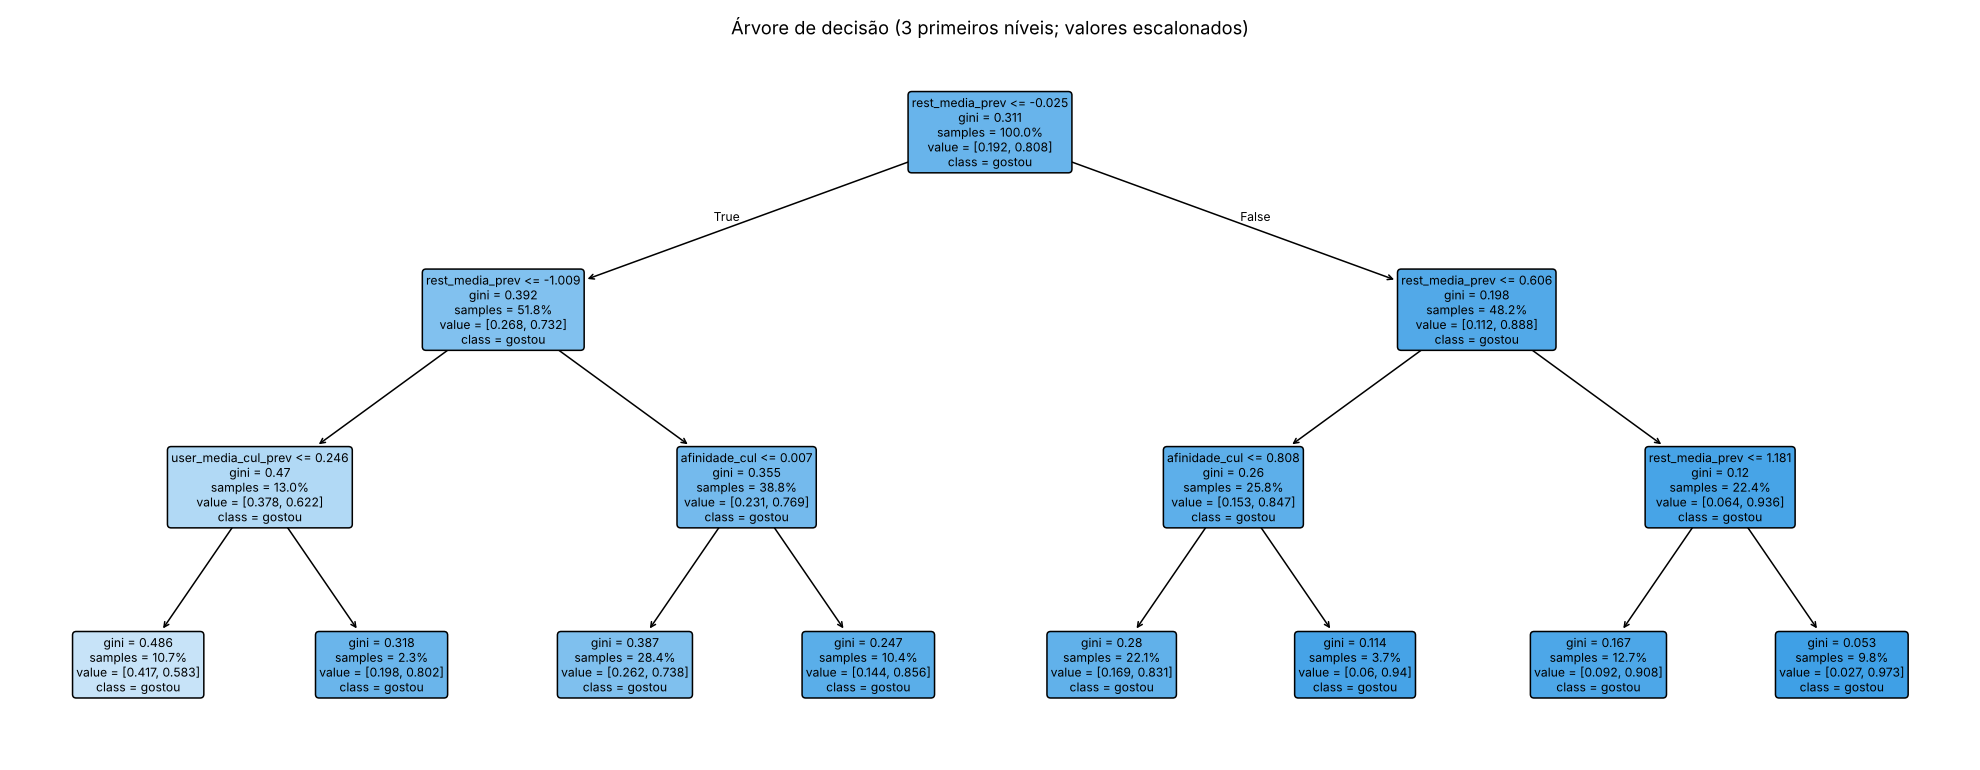 Árvore de decisão (3 primeiros níveis; valores escalonados)
rest_media_prev <= -0.025
gini = 0.311
samples = 100.0%
value = [0.192, 0.808]
class = gostou
True
False
rest_media_prev <= -1.009
gini = 0.392
samples = 51.8%
value = [0.268, 0.732]
class = gostou
rest_media_prev <= 0.606
gini = 0.198
samples = 48.2%
value = [0.112, 0.888]
class = gostou
user_media_cul_prev <= 0.246
gini = 0.47
samples = 13.0%
value = [0.378, 0.622]
class = gostou
afinidade_cul <= 0.007
gini = 0.355
samples = 38.8%
value = [0.231, 0.769]
class = gostou
afinidade_cul <= 0.808
gini = 0.26
samples = 25.8%
value = [0.153, 0.847]
class = gostou
rest_media_prev <= 1.181
gini = 0.12
samples = 22.4%
value = [0.064, 0.936]
class = gostou
gini = 0.486
samples = 10.7%
value = [0.417, 0.583]
class = gostou
gini = 0.318
samples = 2.3%
value = [0.198, 0.802]
class = gostou
gini = 0.387
samples = 28.4%
value = [0.262, 0.738]
class = gostou
gini = 0.247
samples = 10.4%
value = [0.144, 0.856]
class = gostou
gini = 0.28
samples = 22.1%
value = [0.169, 0.831]
class = gostou
gini = 0.114
samples = 3.7%
value = [0.06, 0.94]
class = gostou
gini = 0.167
samples = 12.7%
value = [0.092, 0.908]
class = gostou
gini = 0.053
samples = 9.8%
value = [0.027, 0.973]
class = gostou